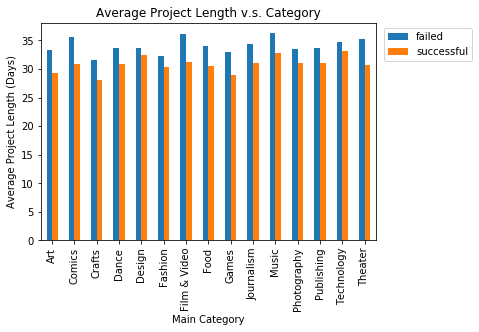 Average Project Length v.s. Category
failed
successful
Average Project Length (Days)
35
30
25
20
15
10
5
0
Art
Comics
Crafts
Dance
Design
Fashion
Film & Video
Food
Games
Journalism
Music
Photography
Publishing
Technology
Theater
Main Category